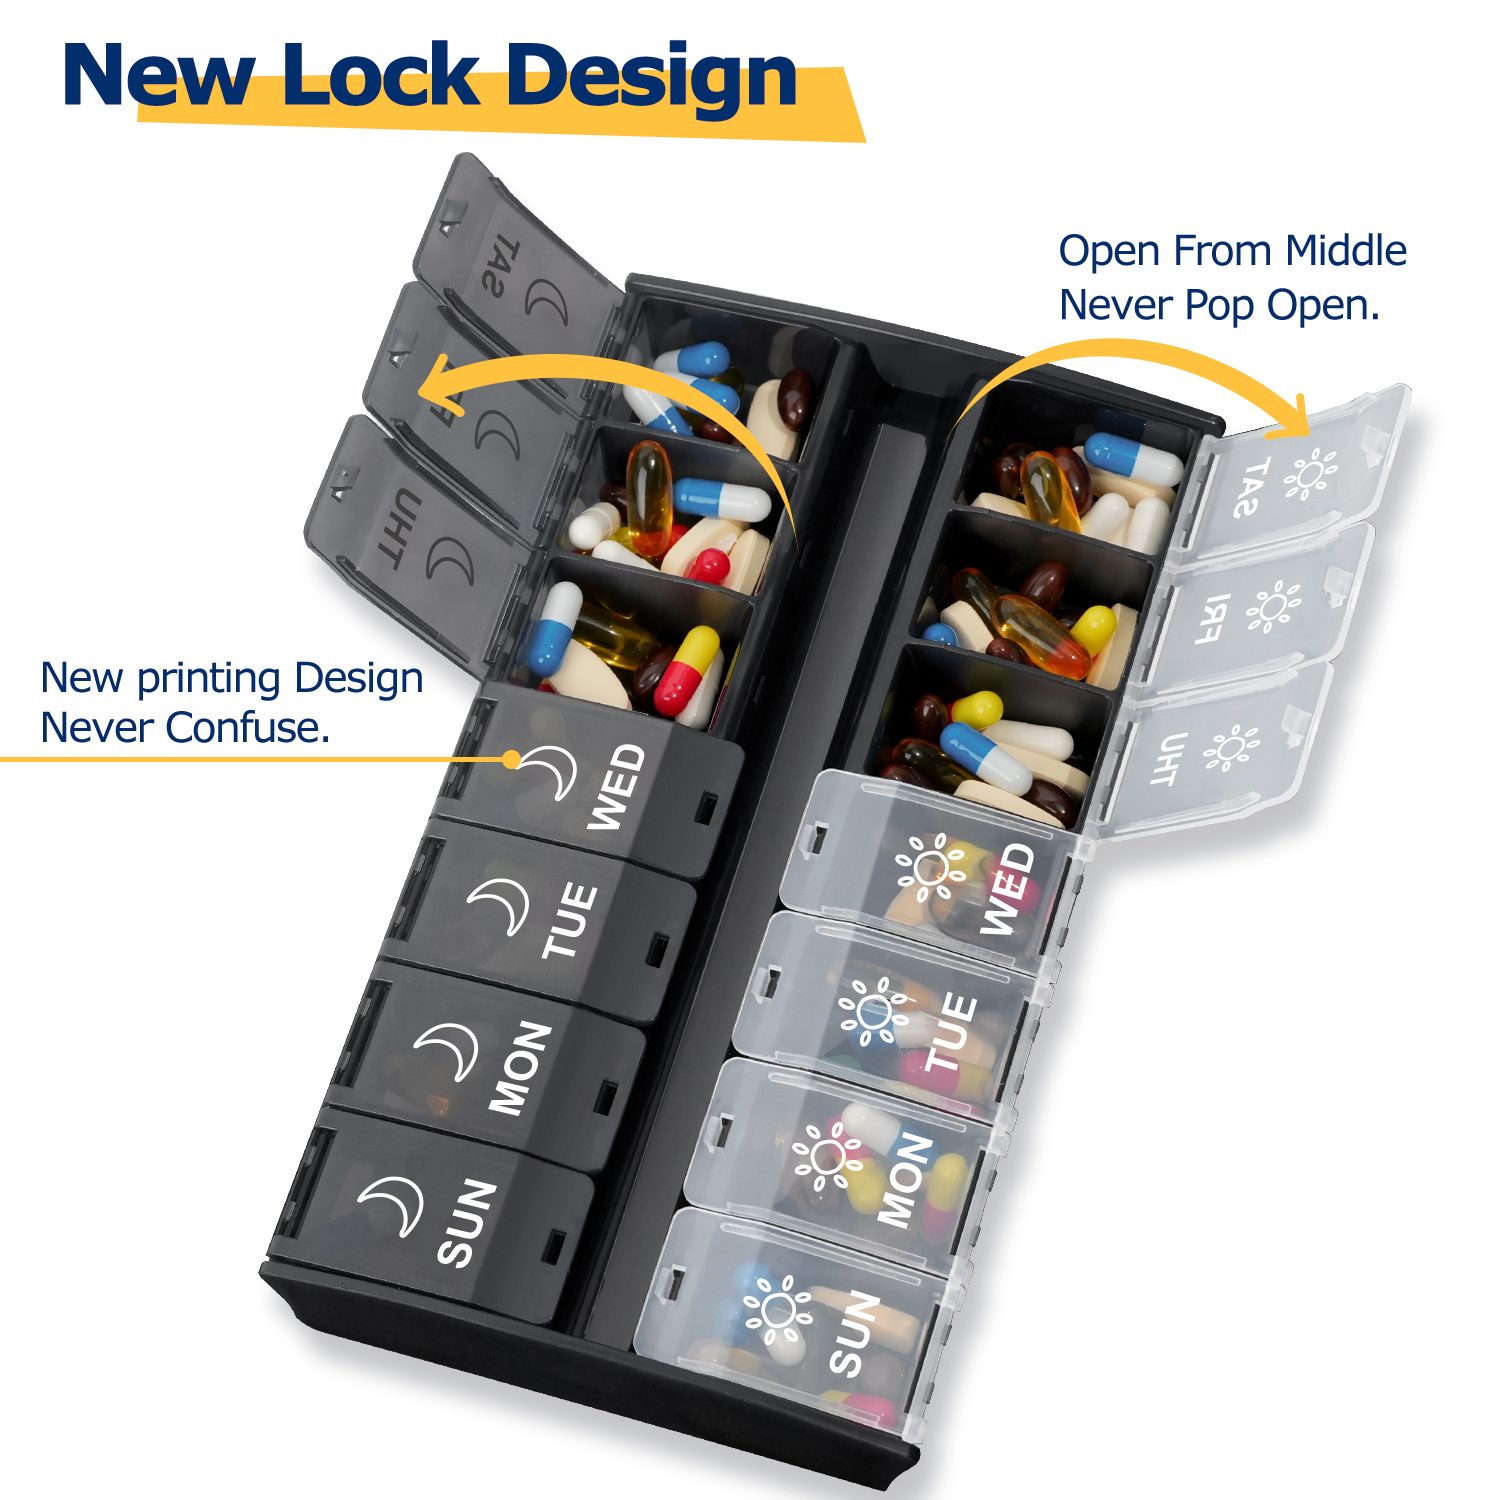 New Lock Design
Open From Middle
Never Pop Open.
New printing Design
Never Confuse.
SAT
FRI
THU
WED
TUE
MON
SUN
SAT
FRI
THU
WED
TUE
MON
SUN